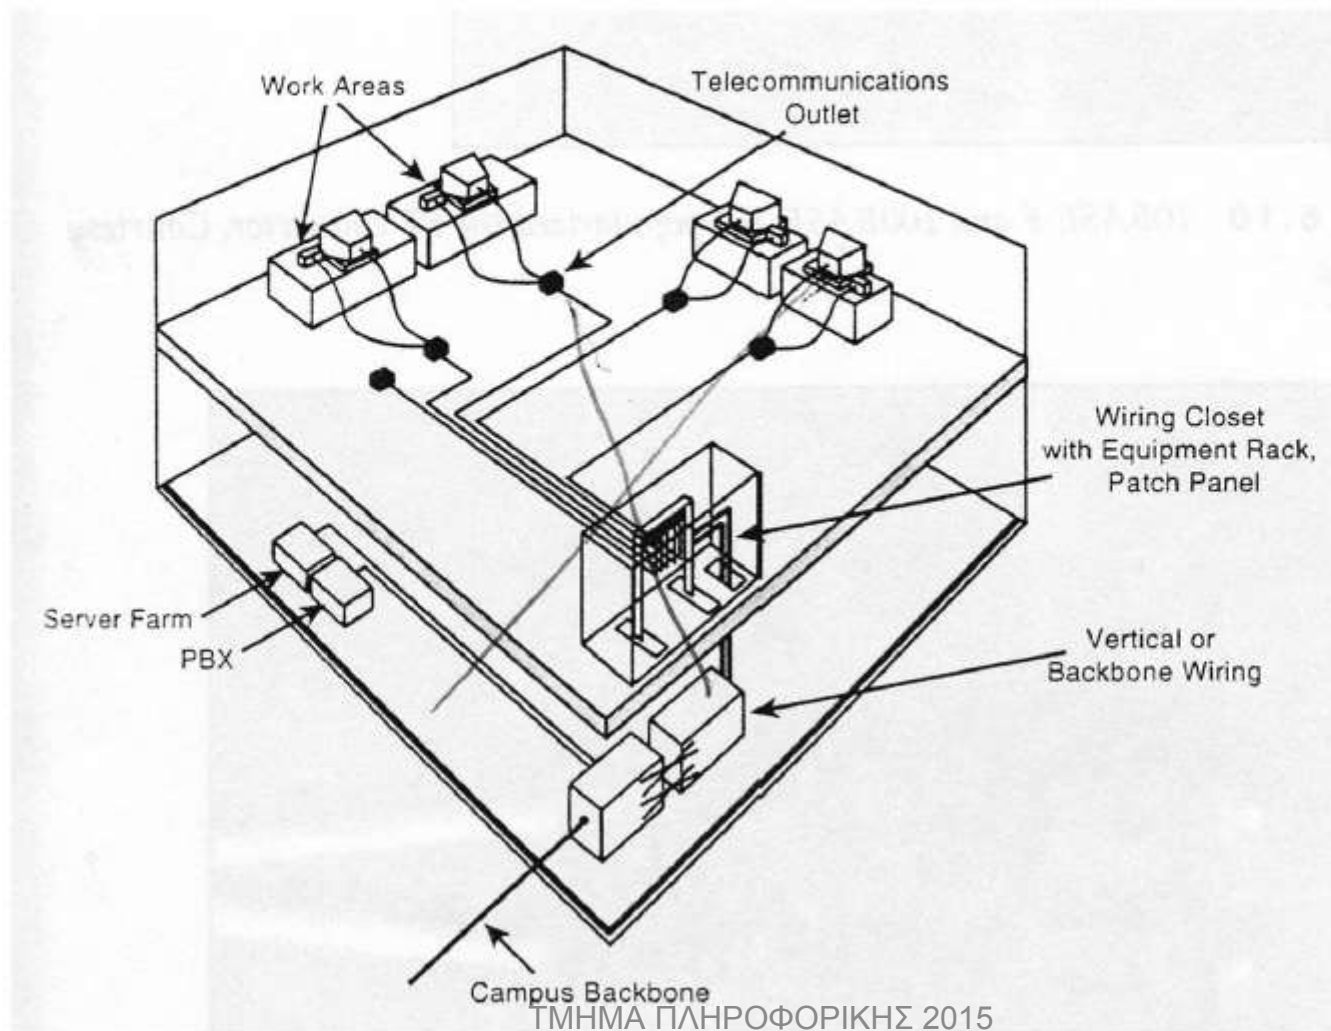 Work Areas
Telecommunications
Outlet
Wiring Closet
with Equipment Rack,
Patch Panel
Server Farm
PBX
Vertical or
Backbone Wiring
Campus Backbone
ΤΜΗΜΑ ΠΛΗΡΟΦΟΡΙΚΗΣ 2015